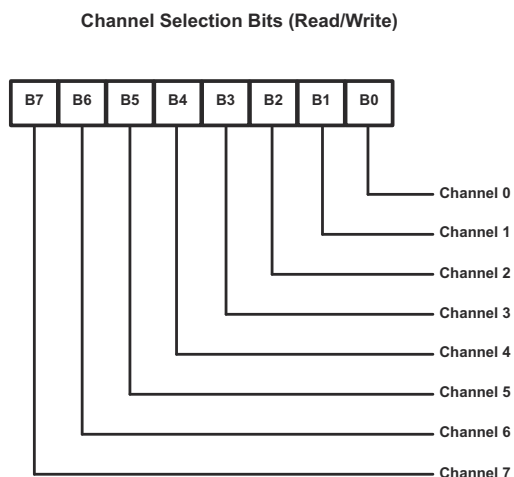 Channel Selection Bits (Read/Write)
B7 B6 B5 B4 B3 B2 B1 B0
Channel 0
Channel 1
Channel 2
Channel 3
Channel 4
Channel 5
Channel 6
Channel 7